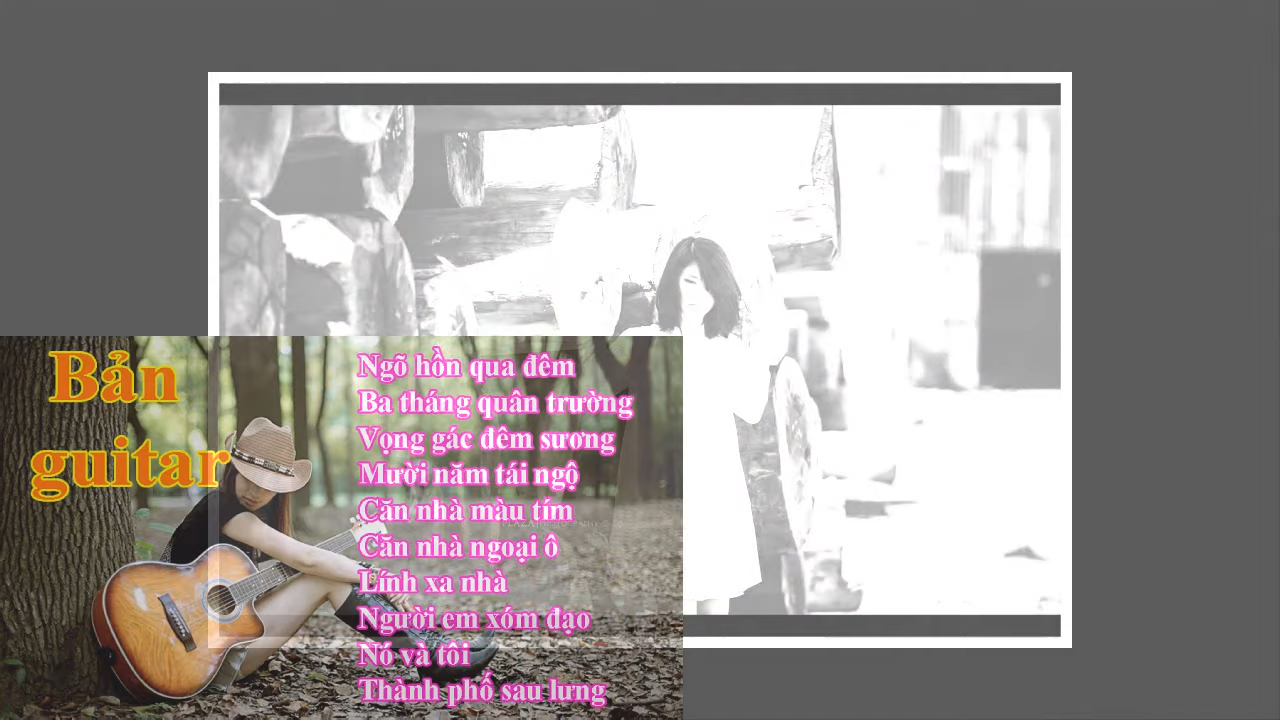 Bản
guitar
Ngõ hồn qua đêm
Ba tháng quân trường
Vọng gác đêm sương
Mười năm tái ngộ
Căn nhà màu tím
Căn nhà ngoại ô
Lính xa nhà
Người em xóm đạo
Nó và tôi
Thành phố sau lưng